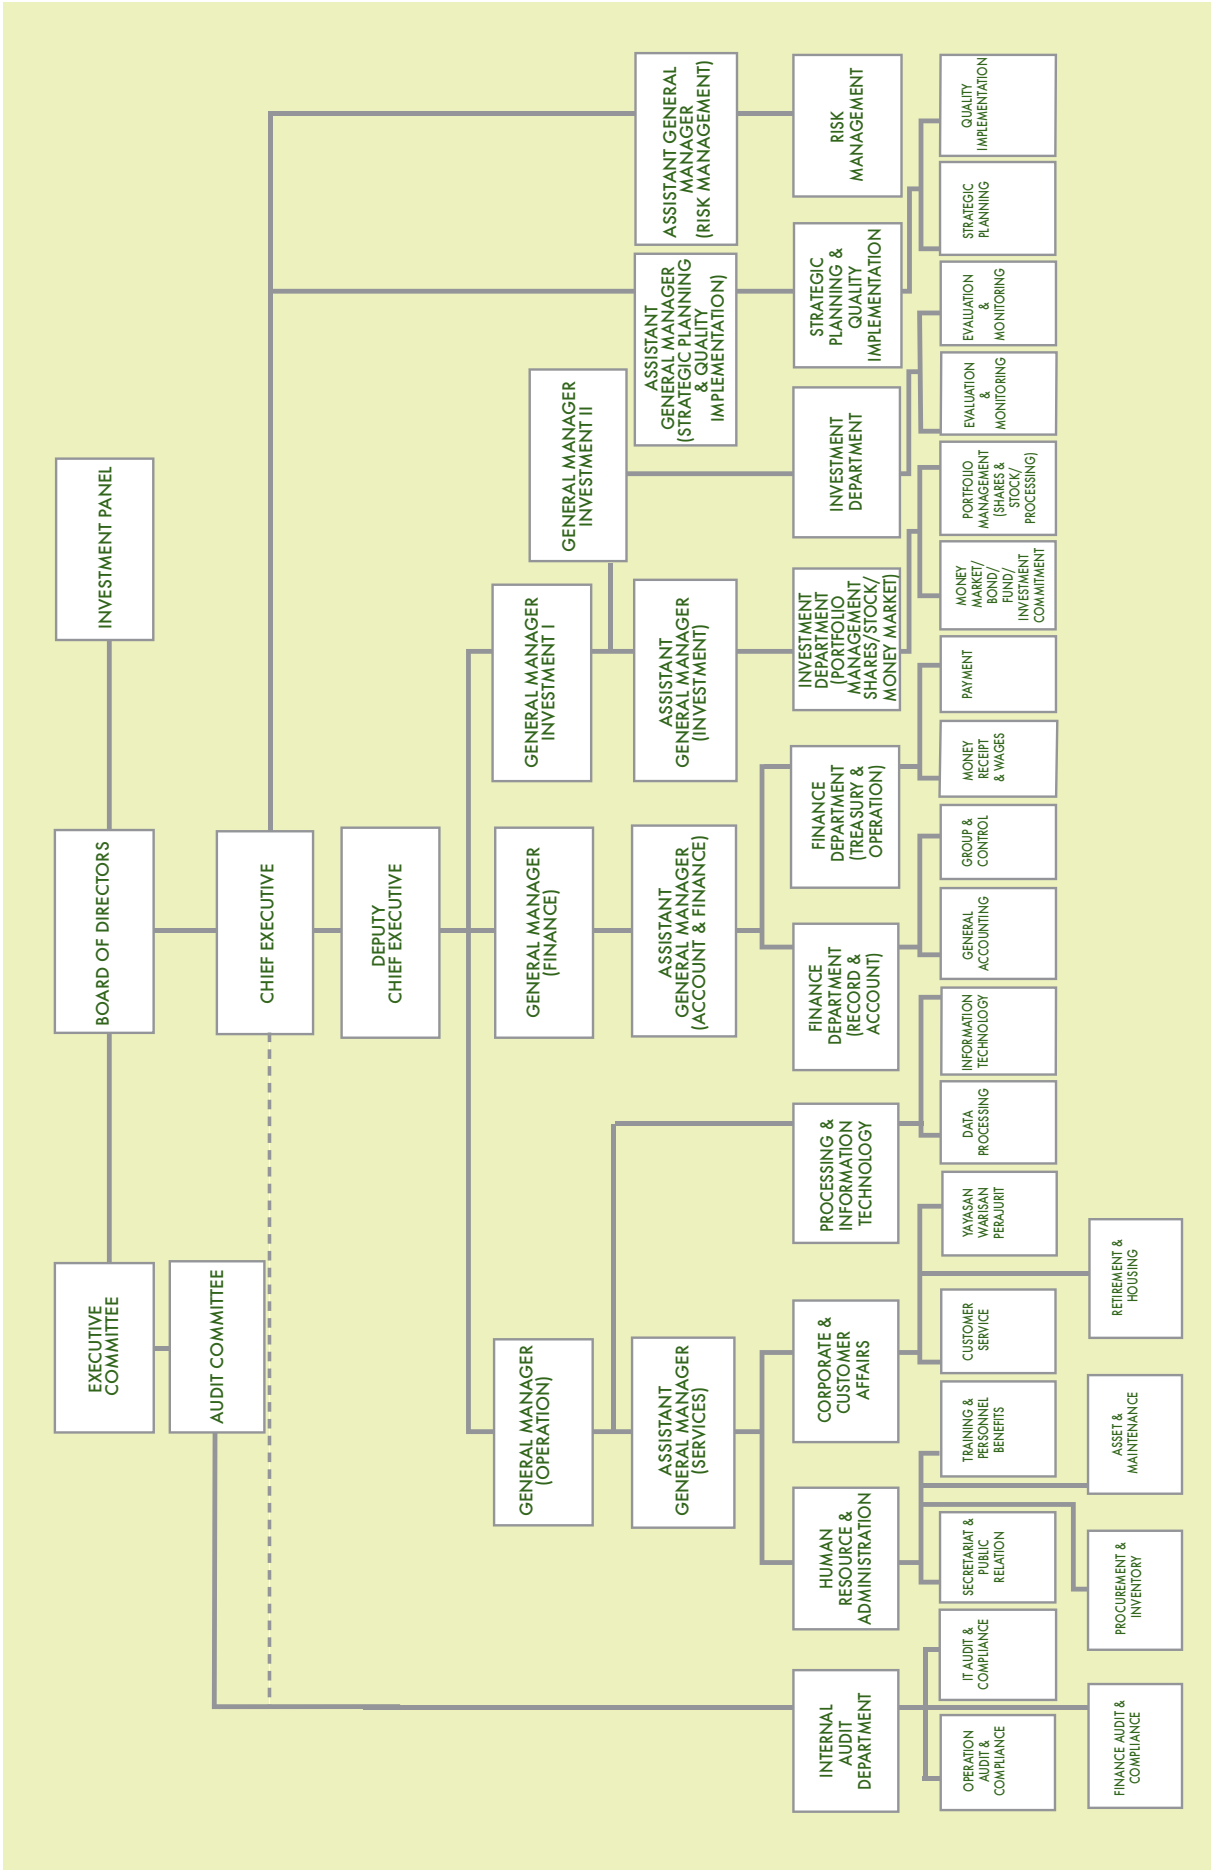 INVESTMENT PANEL
BOARD OF DIRECTORS
EXECUTIVE
COMMITTEE
AUDIT COMMITTEE
CHIEF EXECUTIVE
DEPUTY
CHIEF EXECUTIVE
GENERAL MANAGER
(OPERATION)
GENERAL MANAGER
(FINANCE)
GENERAL MANAGER
INVESTMENT I
GENERAL MANAGER
INVESTMENT II
ASSISTANT
GENERAL MANAGER
(SERVICES)
ASSISTANT
GENERAL MANAGER
(ACCOUNT & FINANCE)
ASSISTANT
GENERAL MANAGER
(INVESTMENT)
ASSISTANT
GENERAL MANAGER
(STRATEGIC PLANNING
& QUALITY
IMPLEMENTATION)
ASSISTANT GENERAL
MANAGER
(RISK MANAGEMENT)
INTERNAL
AUDIT
DEPARTMENT
HUMAN
RESOURCE &
ADMINISTRATION
CORPORATE &
CUSTOMER
AFFAIRS
PROCESSING &
INFORMATION
TECHNOLOGY
FINANCE
DEPARTMENT
(RECORD &
ACCOUNT)
FINANCE
DEPARTMENT
(TREASURY &
OPERATION)
INVESTMENT
DEPARTMENT
(PORTFOLIO
MANAGEMENT
SHARES/STOCK/
MONEY MARKET)
INVESTMENT
DEPARTMENT
STRATEGIC
PLANNING &
QUALITY
IMPLEMENTATION
RISK
MANAGEMENT
OPERATION
AUDIT &
COMPLIANCE
IT AUDIT &
COMPLIANCE
SECRETARIAT &
PUBLIC
RELATION
TRAINING &
PERSONNEL
BENEFITS
CUSTOMER
SERVICE
YAYASAN
WARISAN
PERAJURIT
DATA
PROCESSING
INFORMATION
TECHNOLOGY
GENERAL
ACCOUNTING
GROUP &
CONTROL
MONEY
RECEIPT
& WAGES
PAYMENT
MONEY
MARKET/
BOND/
FUND/
INVESTMENT
COMMITMENT
PORTFOLIO
MANAGEMENT
(SHARES &
STOCK/
PROCESSING)
EVALUATION
&
MONITORING
EVALUATION
&
MONITORING
STRATEGIC
PLANNING
QUALITY
IMPLEMENTATION
FINANCE AUDIT &
COMPLIANCE
PROCUREMENT &
INVENTORY
ASSET &
MAINTENANCE
RETIREMENT &
HOUSING